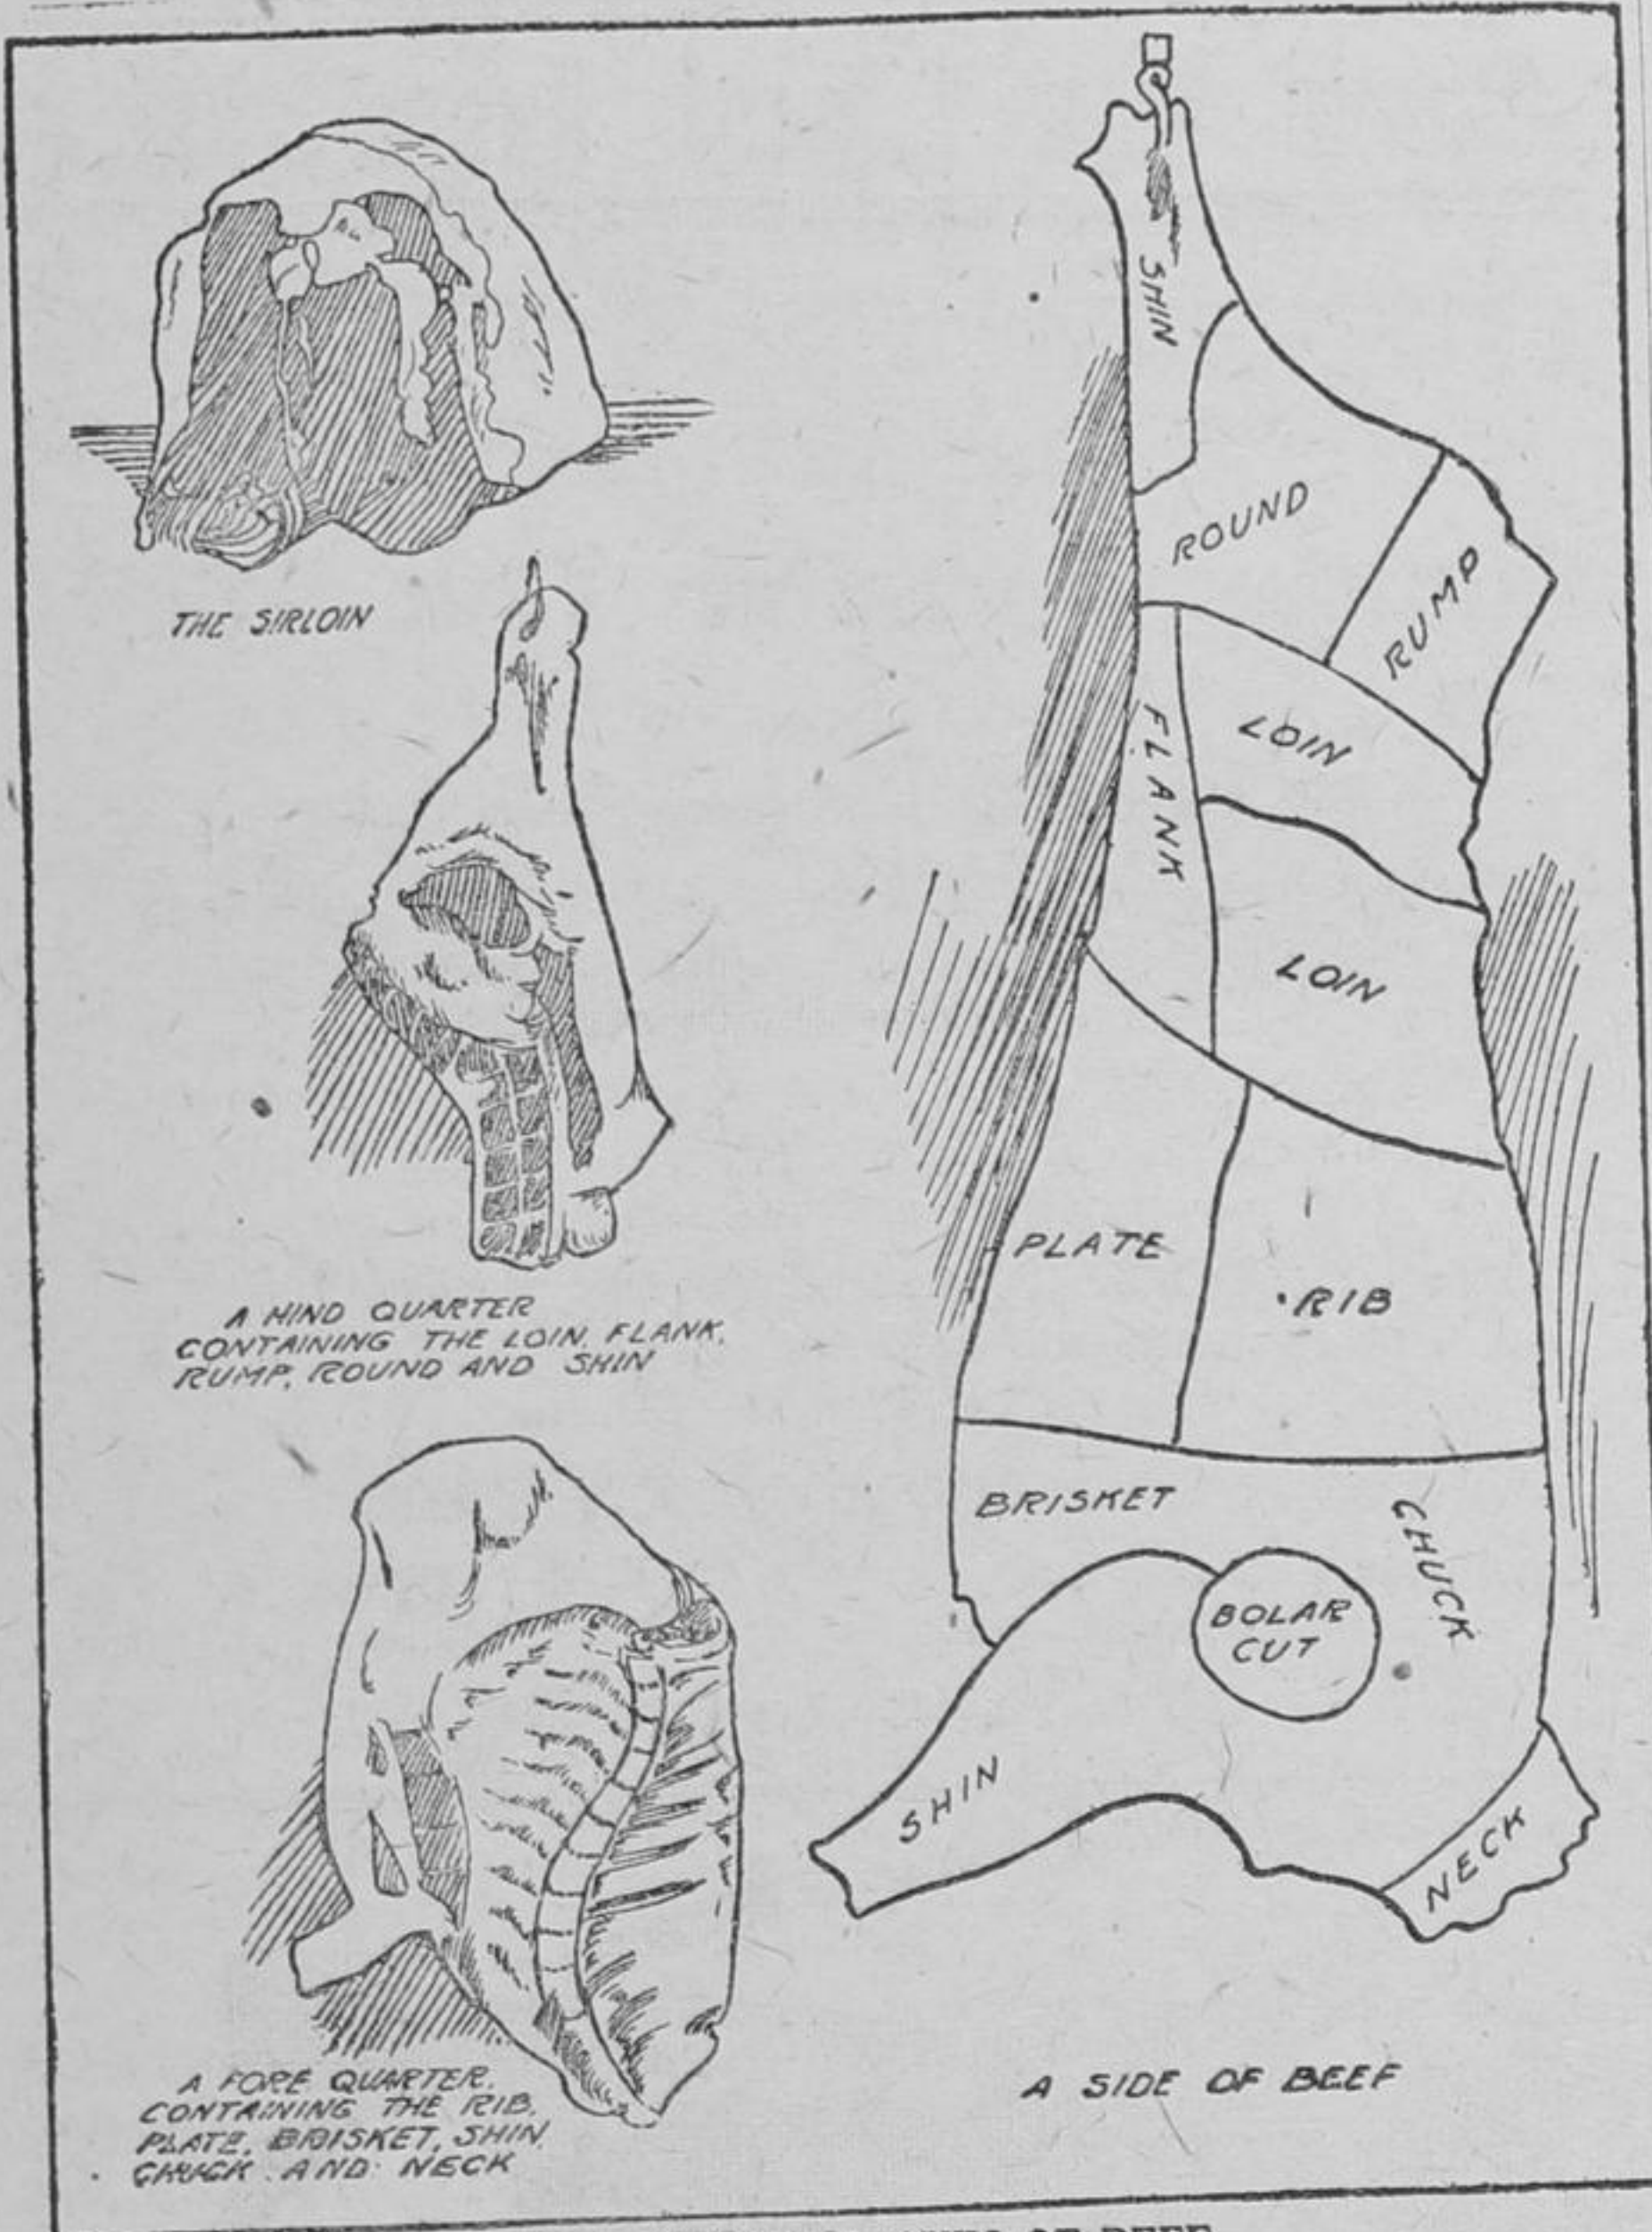 THE SIRLOIN
A HIND QUARTER
CONTAINING THE LOIN. FLANK.
RUMP, ROUND AND SHIN
A FORE QUARTER.
CONTAINING THE RIB.
PLATE. BRISKET, SHIN.
CHUCK AND NECK
SHIN
ROUND
RUMP
LOIN
FLANK
LOIN
PLATE
RIB
BRISKET
CHUCK
BOLAR
CUT
SHIN
NECK
A SIDE OF BEEF
OF BEEF